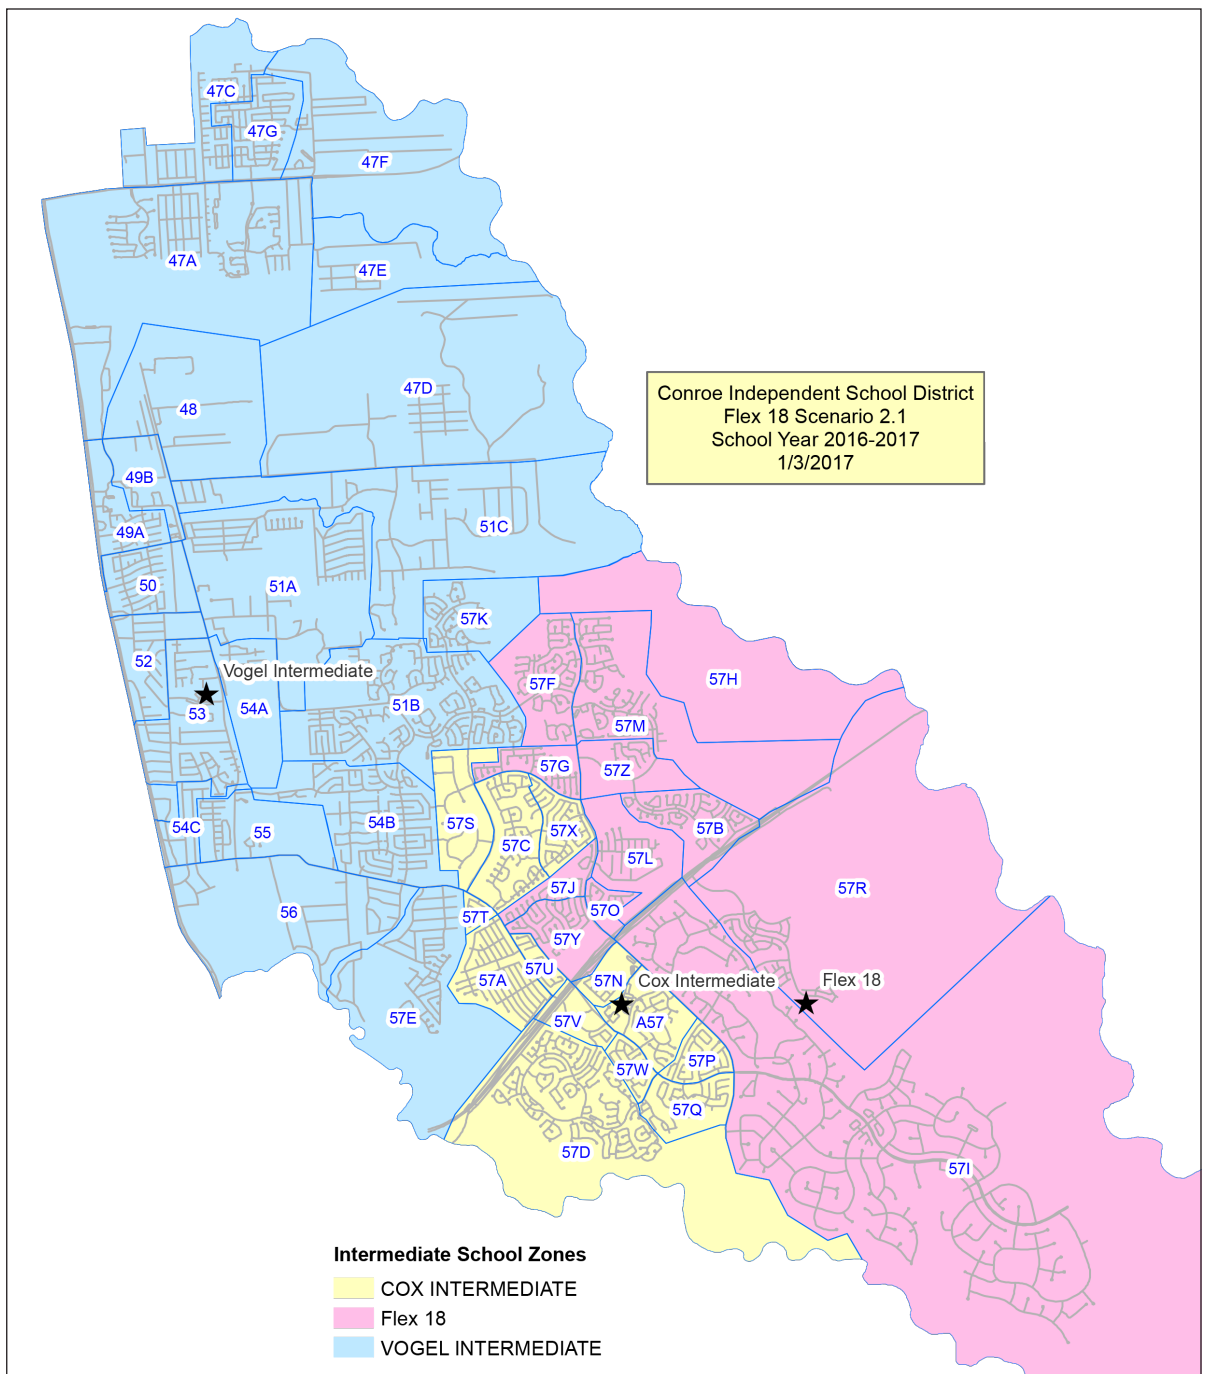 47C
47G
47F
47A
47E
47D
48
Conroe Independent School District
Flex 18 Scenario 2.1
School Year 2016-2017
1/3/2017
49B
49A
51C
50
51A
57K
52
Vogel Intermediate
53
54A
51B
57F
57H
57M
57G
57Z
54C
55
54B
57S
57C
57X
57B
57L
57J
57R
56
57T
57O
57Y
57A
57U
57N
Cox Intermediate
Flex 18
57E
57V
A57
57W
57P
57Q
57D
57I
Intermediate School Zones
COX INTERMEDIATE
Flex 18
VOGEL INTERMEDIATE